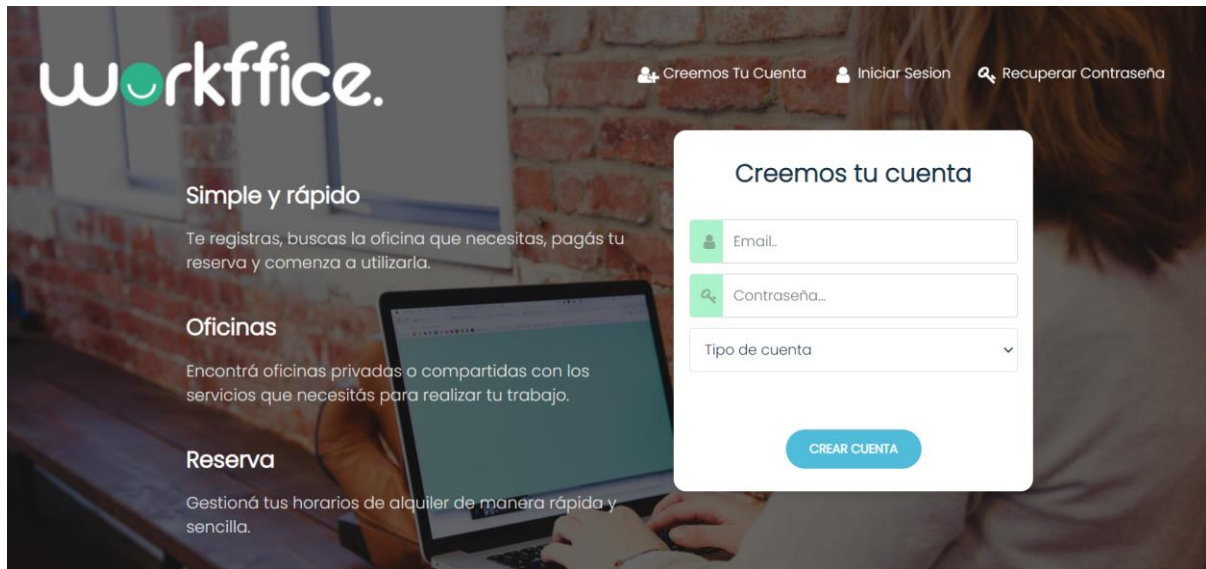 workffice.
Creemos Tu Cuenta
Iniciar Sesion
Recuperar Contraseña
Simple y rápido
Te registras, buscas la oficina que necesitas, pagás tu
reserva y comenza a utilizarla.
Oficinas
Encontrá oficinas privadas o compartidas con los
servicios que necesitás para realizar tu trabajo.
Reserva
Gestioná tus horarios de alquiler de manera rápida y
sencilla.
Creemos tu cuenta
Email..
Contraseña...
Tipo de cuenta
CREAR CUENTA